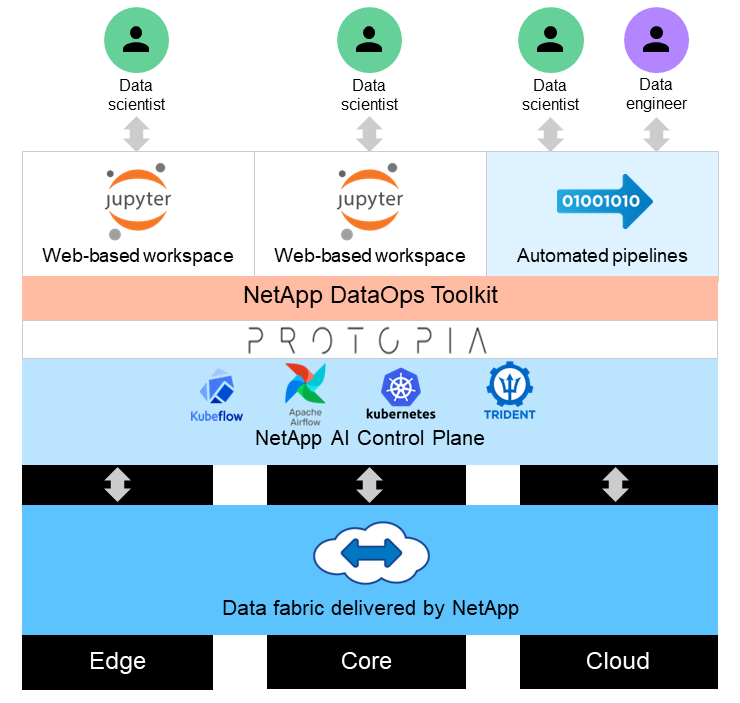 Data
scientist
Data
scientist
Data
scientist
Data
engineer
jupyter
Web-based workspace
jupyter
Web-based workspace
01001010
Automated pipelines
NetApp DataOps Toolkit
PROTOPIA
Kubeflow
Apache
Airflow
kubernetes
TRIDENT
NetApp AI Control Plane
Data fabric delivered by NetApp
Edge
Core
Cloud